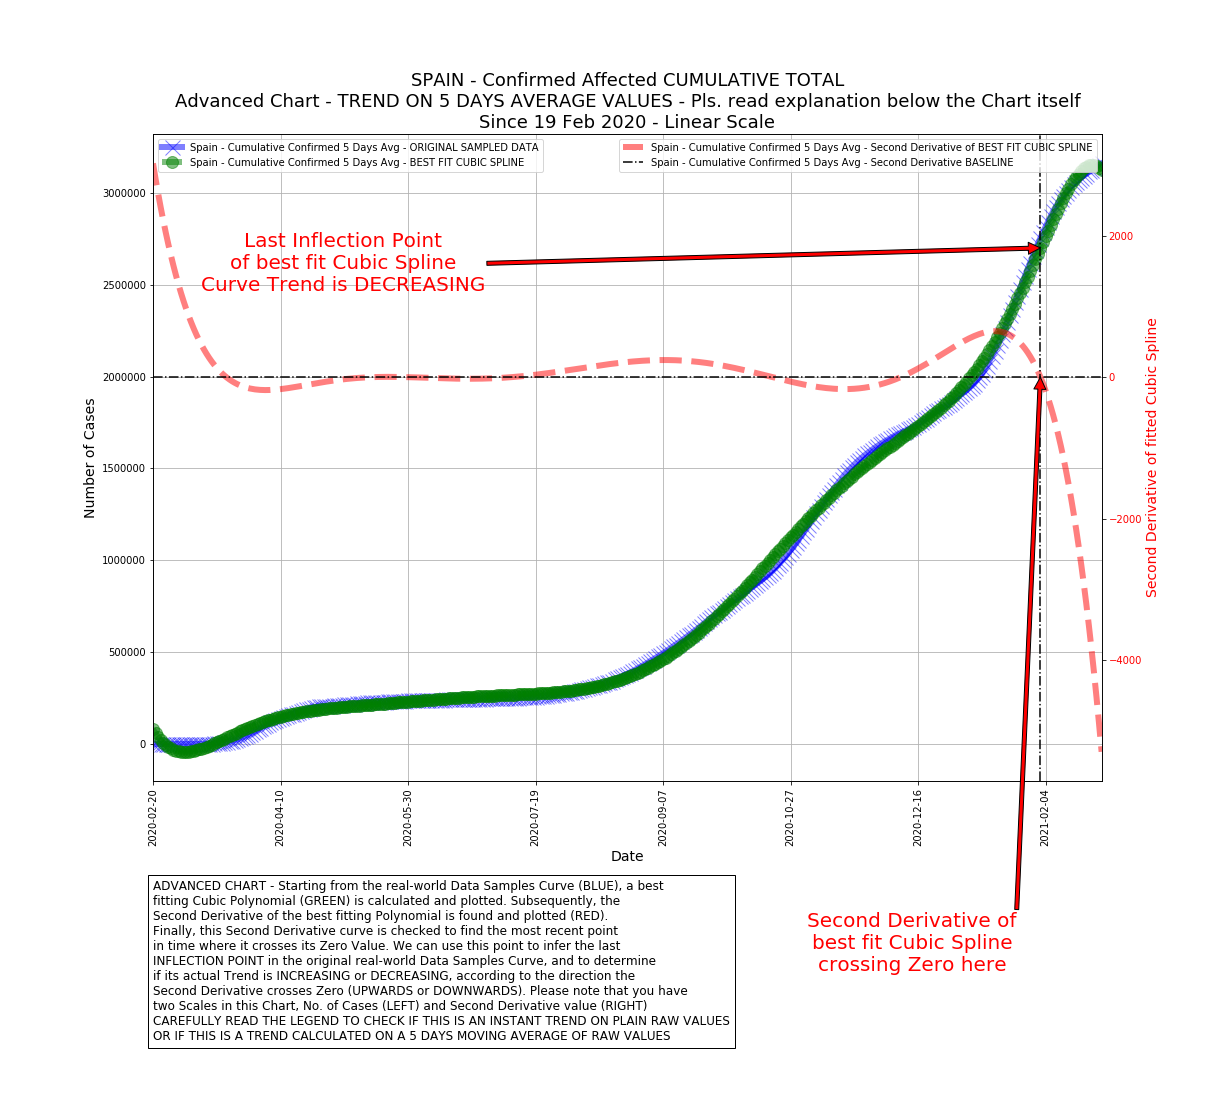 SPAIN - Confirmed Affected CUMULATIVE TOTAL
Advanced Chart - TREND ON 5 DAYS AVERAGE VALUES - Pls. read explanation below the Chart itself
Since 19 Feb 2020 - Linear Scale
Spain - Cumulative Confirmed 5 Days Avg - ORIGINAL SAMPLED DATA
Spain - Cumulative Confirmed 5 Days Avg - BEST FIT CUBIC SPLINE
Spain - Cumulative Confirmed 5 Days Avg - Second Derivative of BEST FIT CUBIC SPLINE
Spain - Cumulative Confirmed 5 Days Avg - Second Derivative BASELINE
Last Inflection Point
of best fit Cubic Spline
Curve Trend is DECREASING
Number of Cases
3000000
2500000
2000000
1500000
1000000
500000
0
2000
0
−2000
−4000
Second Derivative of fitted Cubic Spline
2020-02-20
2020-04-10
2020-05-30
2020-07-19
2020-09-07
2020-10-27
2020-12-16
2021-02-04
Date
Second Derivative of
best fit Cubic Spline
crossing Zero here
ADVANCED CHART - Starting from the real-world Data Samples Curve (BLUE), a best
fitting Cubic Polynomial (GREEN) is calculated and plotted. Subsequently, the
Second Derivative of the best fitting Polynomial is found and plotted (RED).
Finally, this Second Derivative curve is checked to find the most recent point
in time where it crosses its Zero Value. We can use this point to infer the last
INFLECTION POINT in the original real-world Data Samples Curve, and to determine
if its actual Trend is INCREASING or DECREASING, according to the direction the
Second Derivative crosses Zero (UPWARDS or DOWNWARDS). Please note that you have
two Scales in this Chart, No. of Cases (LEFT) and Second Derivative value (RIGHT)
CAREFULLY READ THE LEGEND TO CHECK IF THIS IS AN INSTANT TREND ON PLAIN RAW VALUES
OR IF THIS IS A TREND CALCULATED ON A 5 DAYS MOVING AVERAGE OF RAW VALUES